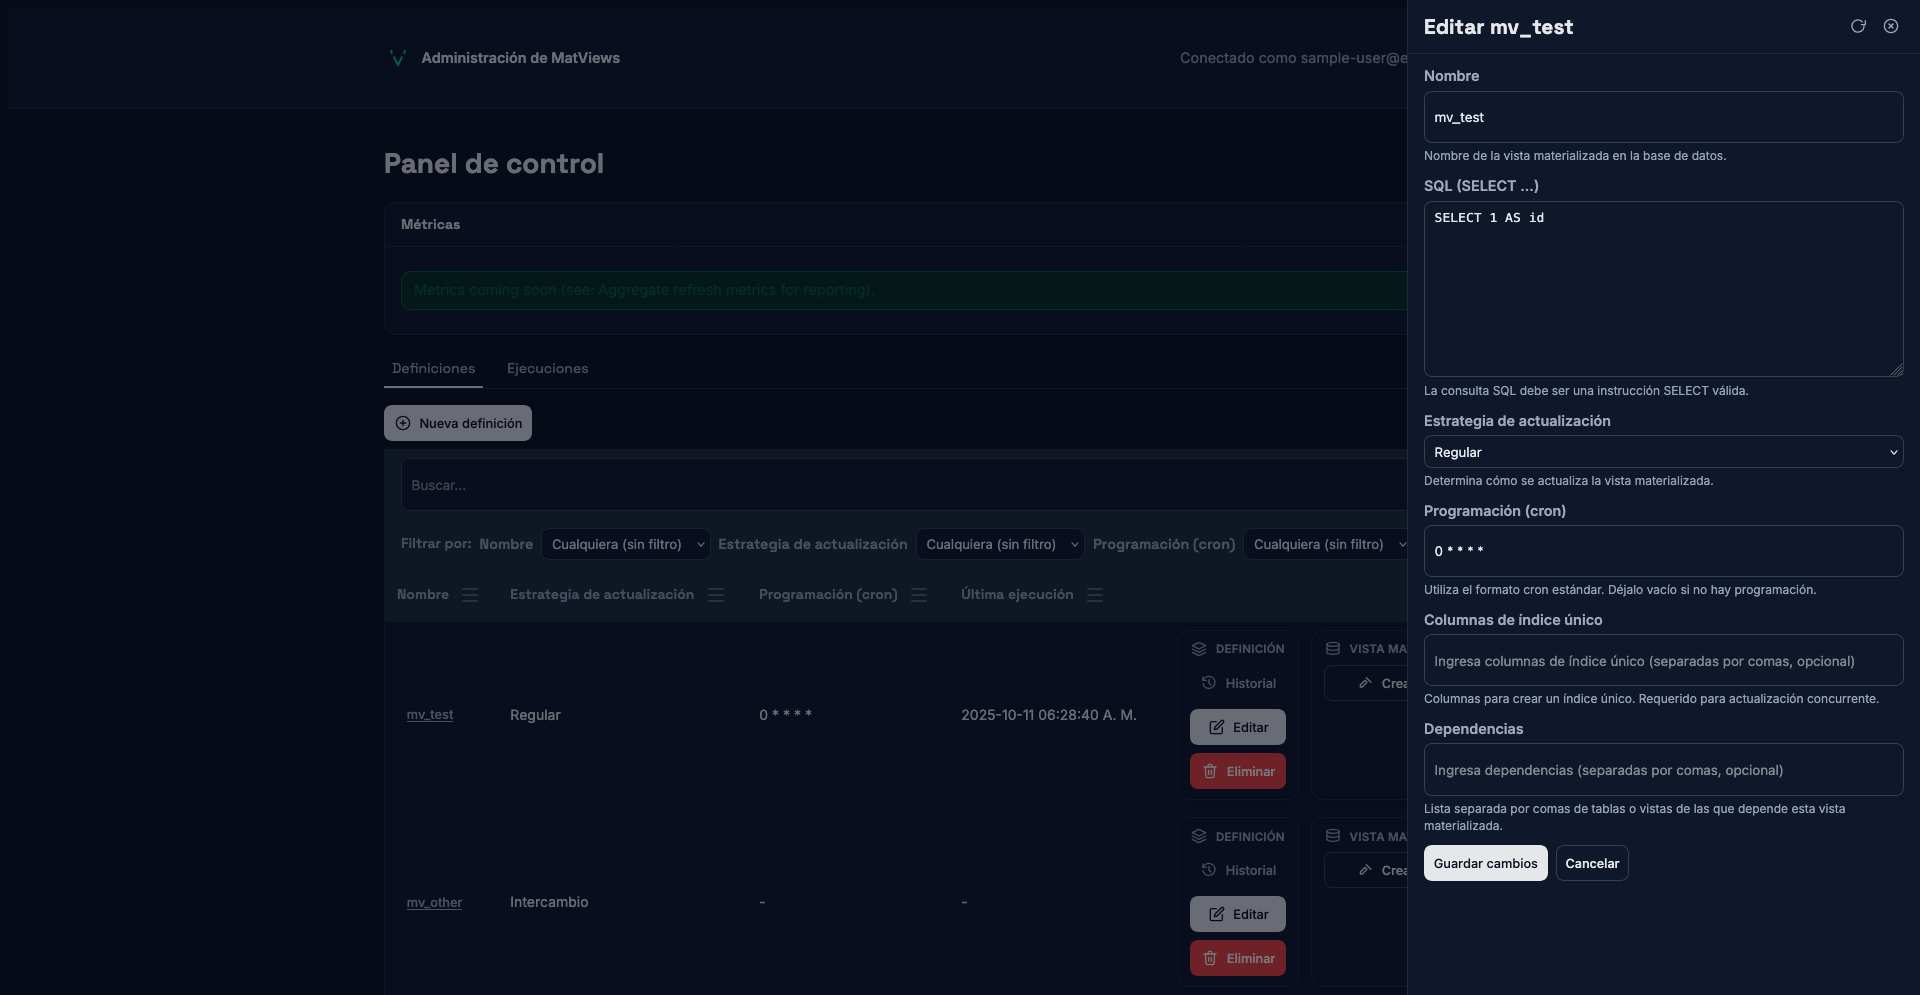 Administración de MatViews
Conectado como sample-user@e
Panel de control
Métricas
Metrics coming soon (see: Aggregate refresh metrics for reporting).
Definiciones Ejecuciones
Nueva definición
Buscar...
Filtrar por: Nombre Cualquiera (sin filtro) Estrategia de actualización Cualquiera (sin filtro) Programación (cron) Cualquiera (sin filtro)
Nombre Estrategia de actualización Programación (cron) Última ejecución
DEFINICIÓN VISTA MA
Historial Crea
mv_test Regular 0 * * * * 2025-10-11 06:28:40 A. M.
Editar
Eliminar
DEFINICIÓN VISTA MA
Historial Crea
mv_other Intercambio - -
Editar
Eliminar
Editar mv_test
Nombre
mv_test
Nombre de la vista materializada en la base de datos.
SQL (SELECT ...)
SELECT 1 AS id
La consulta SQL debe ser una instrucción SELECT válida.
Estrategia de actualización
Regular
Determina cómo se actualiza la vista materializada.
Programación (cron)
0 * * * *
Utiliza el formato cron estándar. Déjalo vacío si no hay programación.
Columnas de índice único
Ingresa columnas de índice único (separadas por comas, opcional)
Columnas para crear un índice único. Requerido para actualización concurrente.
Dependencias
Ingresa dependencias (separadas por comas, opcional)
Lista separada por comas de tablas o vistas de las que depende esta vista
materializada.
Guardar cambios Cancelar